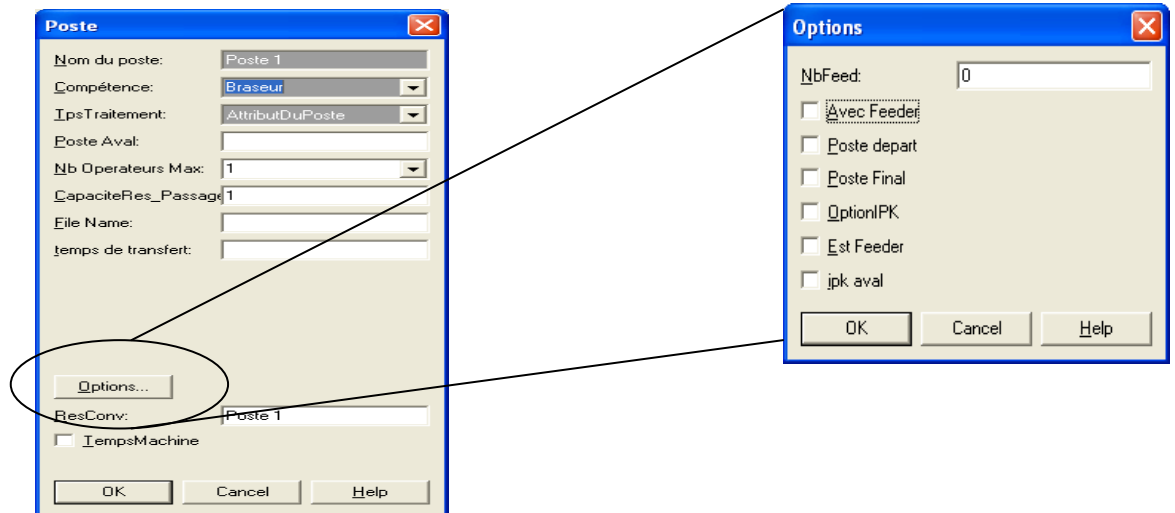 Poste
Nom du poste: Poste 1
Compétence: Braseur
TpsTraitement: AttributDuPoste
Poste Aval:
Nb Operateurs Max: 1
CapaciteRes_Passage 1
File Name:
temps de transfert:
Options...
ResConv: Poste 1
TempsMachine
OK Cancel Help
Options
NbFeed: 0
Avec Feeder
Poste depart
Poste Final
OptionIPK
Est Feeder
ipk aval
OK Cancel Help